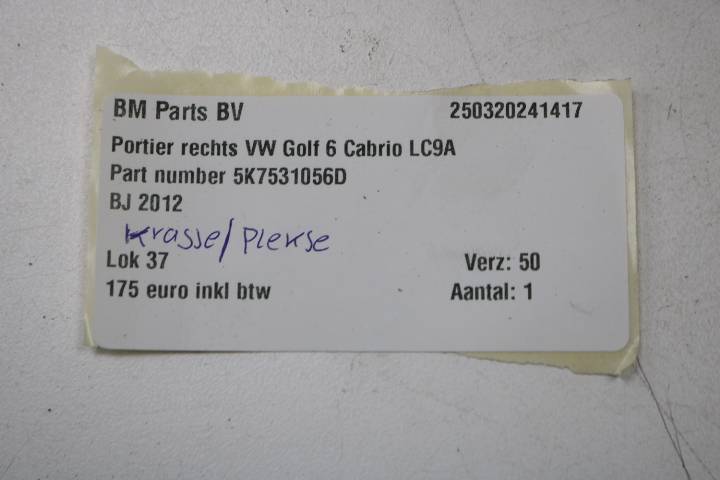 BM Parts BV 250320241417
Portier rechts VW Golf 6 Cabrio LC9A
Part number 5K7531056D
BJ 2012
Krasse/Plekse
Lok 37 Verz: 50
175 euro inkl btw Aantal: 1